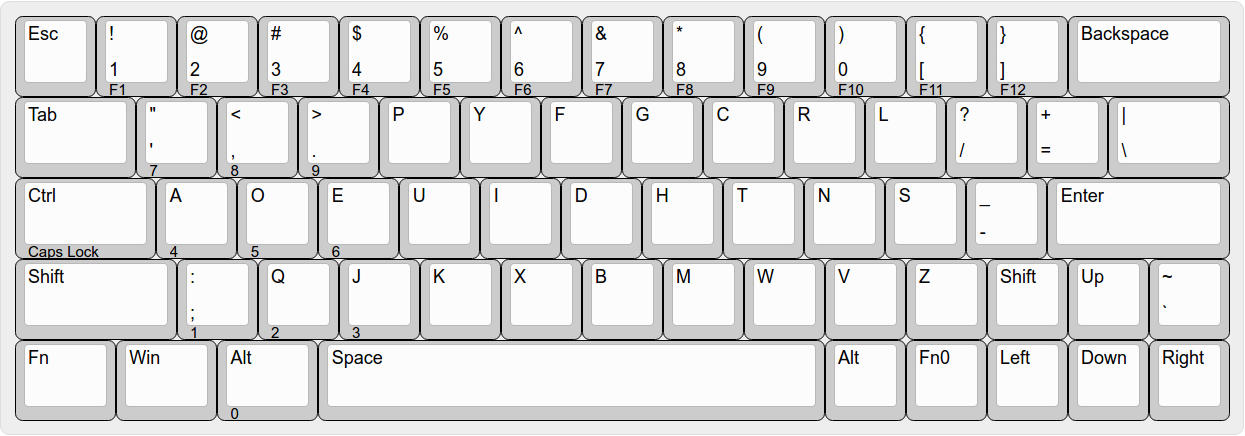 Esc ! @ # $ % ^ & * ( ) { } Backspace
1 2 3 4 5 6 7 8 9 0 [ ]
F1 F2 F3 F4 F5 F6 F7 F8 F9 F10 F11 F12
Tab " < > P Y F G C R L ? + |
' , . / = \
7 8 9
Ctrl A O E U I D H T N S _ Enter
-
Caps Lock 4 5 6
Shift : Q J K X B M W V Z Shift Up ~
; `
1 2 3
Fn Win Alt Space Alt Fn0 Left Down Right
0